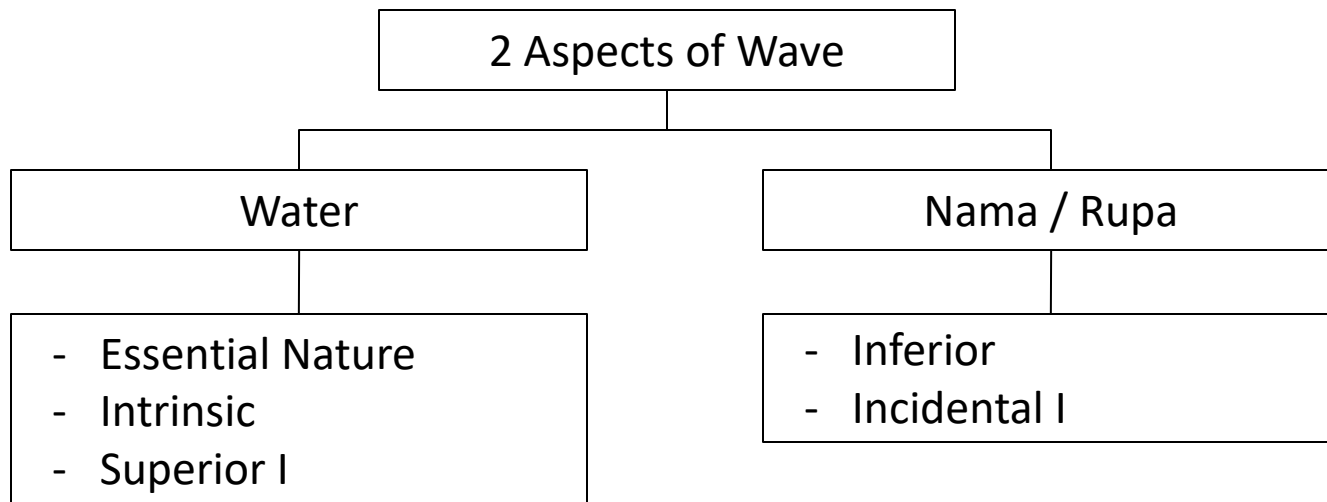 2 Aspects of Wave
Water
Nama / Rupa
- Essential Nature
- Intrinsic
- Superior I
- Inferior
- Incidental I